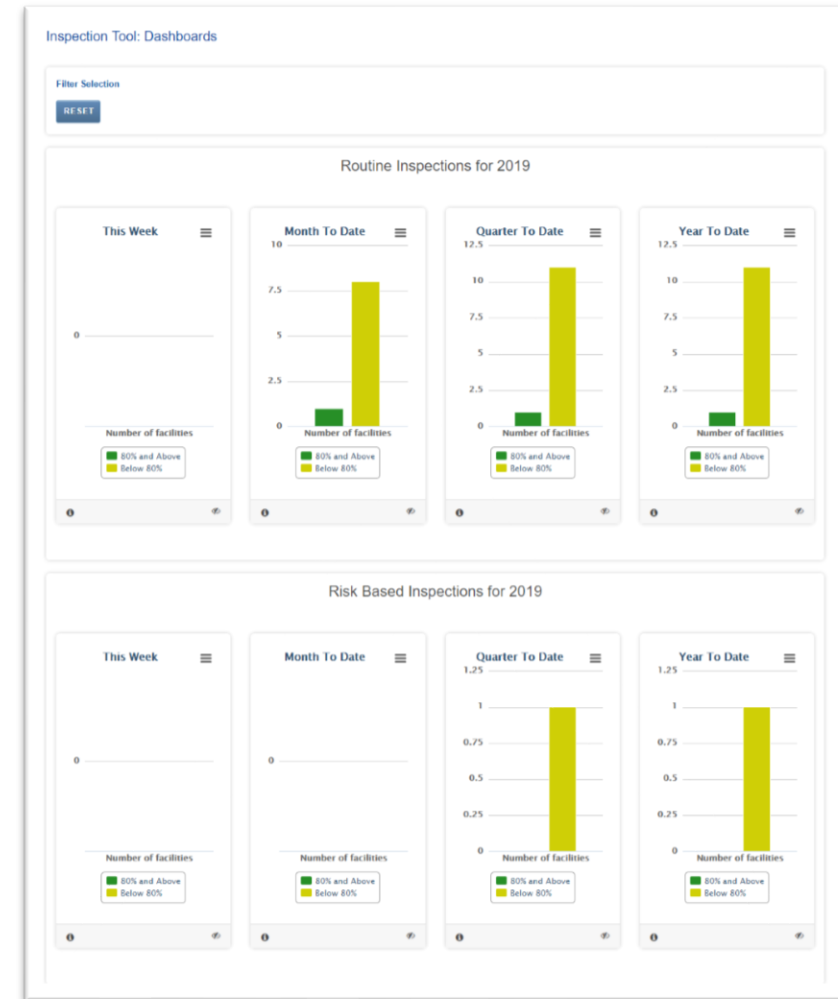 Inspection Tool: Dashboards
Filter Selection
RESET
Routine Inspections for 2019
This Week
0
Number of facilities
80% and Above
Below 80%
Month To Date
10
7.5
5
2.5
0
Number of facilities
80% and Above
Below 80%
Quarter To Date
12.5
10
7.5
5
2.5
0
Number of facilities
80% and Above
Below 80%
Year To Date
12.5
10
7.5
5
2.5
0
Number of facilities
80% and Above
Below 80%
Risk Based Inspections for 2019
This Week
0
Number of facilities
80% and Above
Below 80%
Month To Date
0
Number of facilities
80% and Above
Below 80%
Quarter To Date
1.25
1
0.75
0.5
0.25
0
Number of facilities
80% and Above
Below 80%
Year To Date
1.25
1
0.75
0.5
0.25
0
Number of facilities
80% and Above
Below 80%